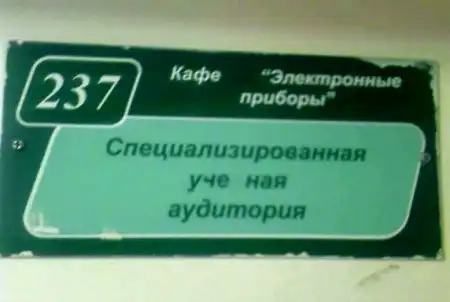 237
Кафе "Электронные
приборы"
Специализированная
уче ная
аудитория